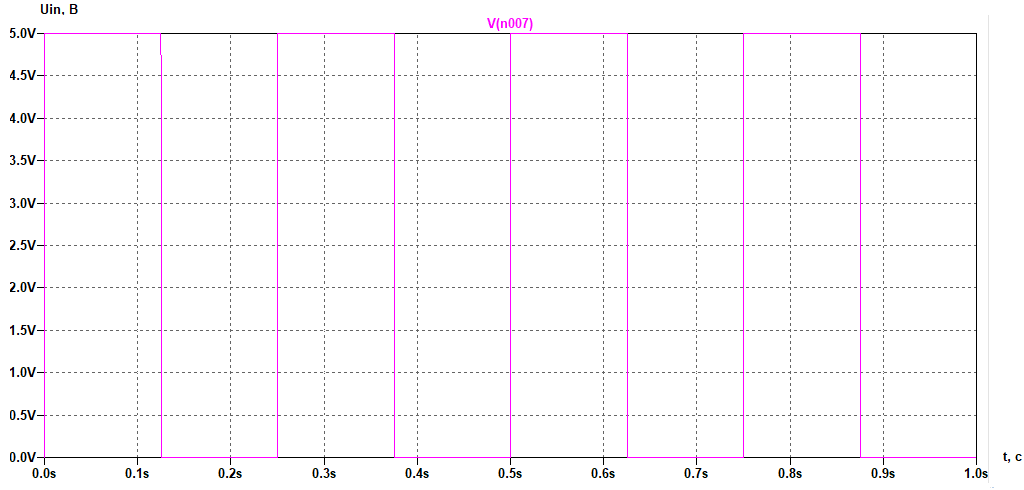 Uin, B
V(n007)
5.0V
4.5V
4.0V
3.5V
3.0V
2.5V
2.0V
1.5V
1.0V
0.5V
0.0V
0.0s 0.1s 0.2s 0.3s 0.4s 0.5s 0.6s 0.7s 0.8s 0.9s 1.0s
t, c